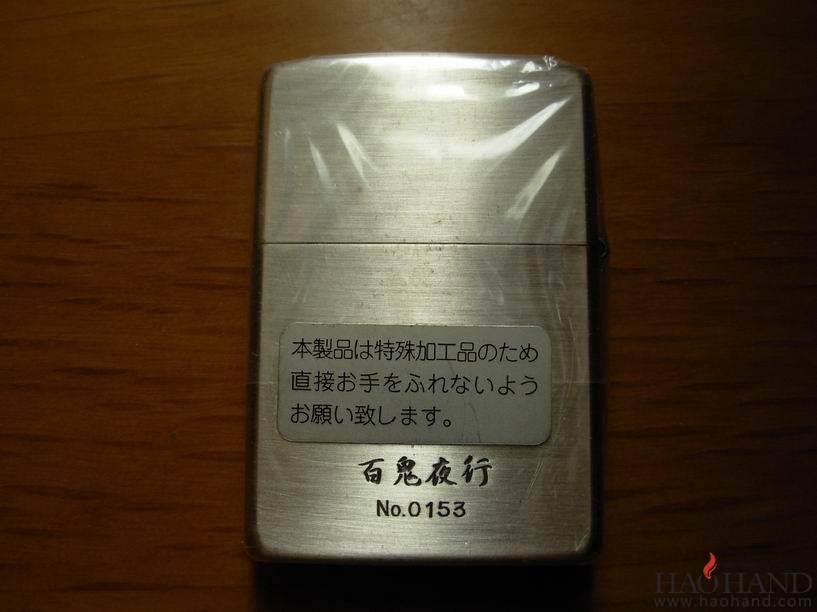 本製品は特殊加工品のため
直接お手をふれないよう
お願い致します。
百鬼夜行
No.0153
HAOHAND
www.haohand.com